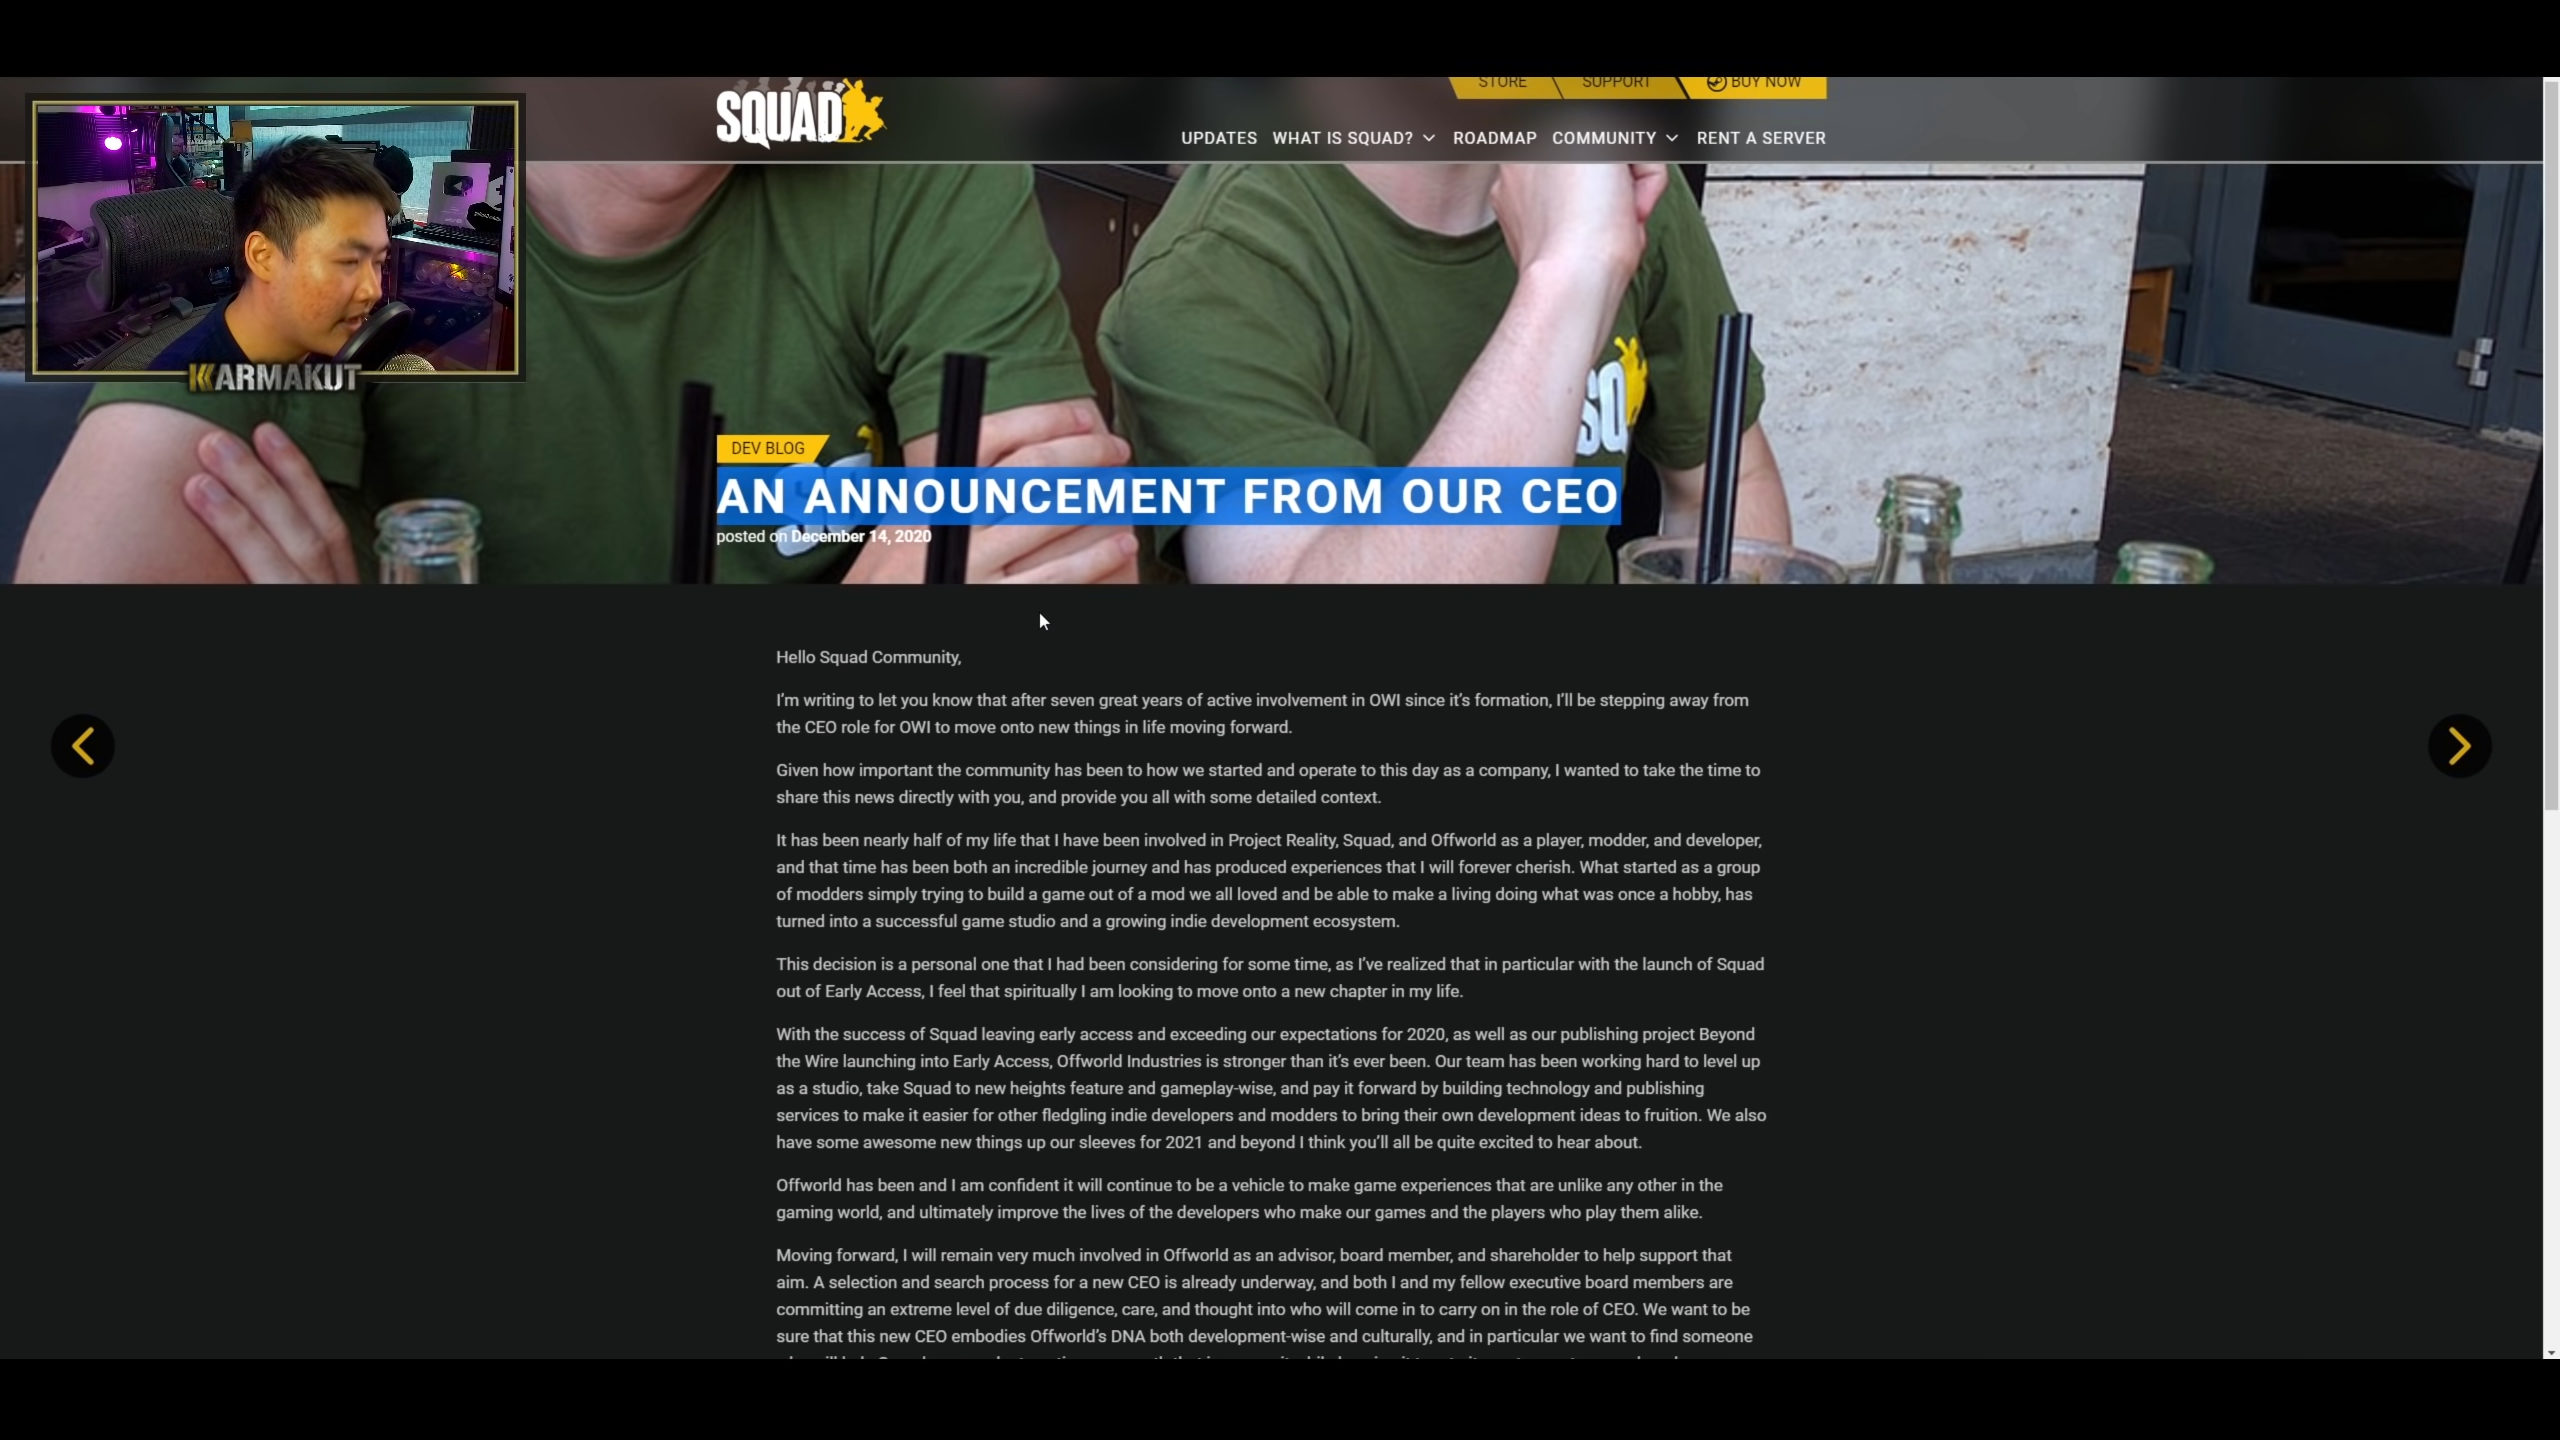 STORE SUPPORT BUY NOW
SQUAD
UPDATES WHAT IS SQUAD? ROADMAP COMMUNITY RENT A SERVER
KARMAKUT
SQ
DEV BLOG
AN ANNOUNCEMENT FROM OUR CEO
posted on December 14, 2020
Hello Squad Community,
I’m writing to let you know that after seven great years of active involvement in OWI since it’s formation, I’ll be stepping away from
the CEO role for OWI to move onto new things in life moving forward.
Given how important the community has been to how we started and operate to this day as a company, I wanted to take the time to
share this news directly with you, and provide you all with some detailed context.
It has been nearly half of my life that I have been involved in Project Reality, Squad, and Offworld as a player, modder, and developer,
and that time has been both an incredible journey and has produced experiences that I will forever cherish. What started as a group
of modders simply trying to build a game out of a mod we all loved and be able to make a living doing what was once a hobby, has
turned into a successful game studio and a growing indie development ecosystem.
This decision is a personal one that I had been considering for some time, as I’ve realized that in particular with the launch of Squad
out of Early Access, I feel that spiritually I am looking to move onto a new chapter in my life.
With the success of Squad leaving early access and exceeding our expectations for 2020, as well as our publishing project Beyond
the Wire launching into Early Access, Offworld Industries is stronger than it’s ever been. Our team has been working hard to level up
as a studio, take Squad to new heights feature and gameplay-wise, and pay it forward by building technology and publishing
services to make it easier for other fledgling indie developers and modders to bring their own development ideas to fruition. We also
have some awesome new things up our sleeves for 2021 and beyond I think you’ll all be quite excited to hear about.
Offworld has been and I am confident it will continue to be a vehicle to make game experiences that are unlike any other in the
gaming world, and ultimately improve the lives of the developers who make our games and the players who play them alike.
Moving forward, I will remain very much involved in Offworld as an advisor, board member, and shareholder to help support that
aim. A selection and search process for a new CEO is already underway, and both I and my fellow executive board members are
committing an extreme level of due diligence, care, and thought into who will come in to carry on in the role of CEO. We want to be
sure that this new CEO embodies Offworld’s DNA both development-wise and culturally, and in particular we want to find someone